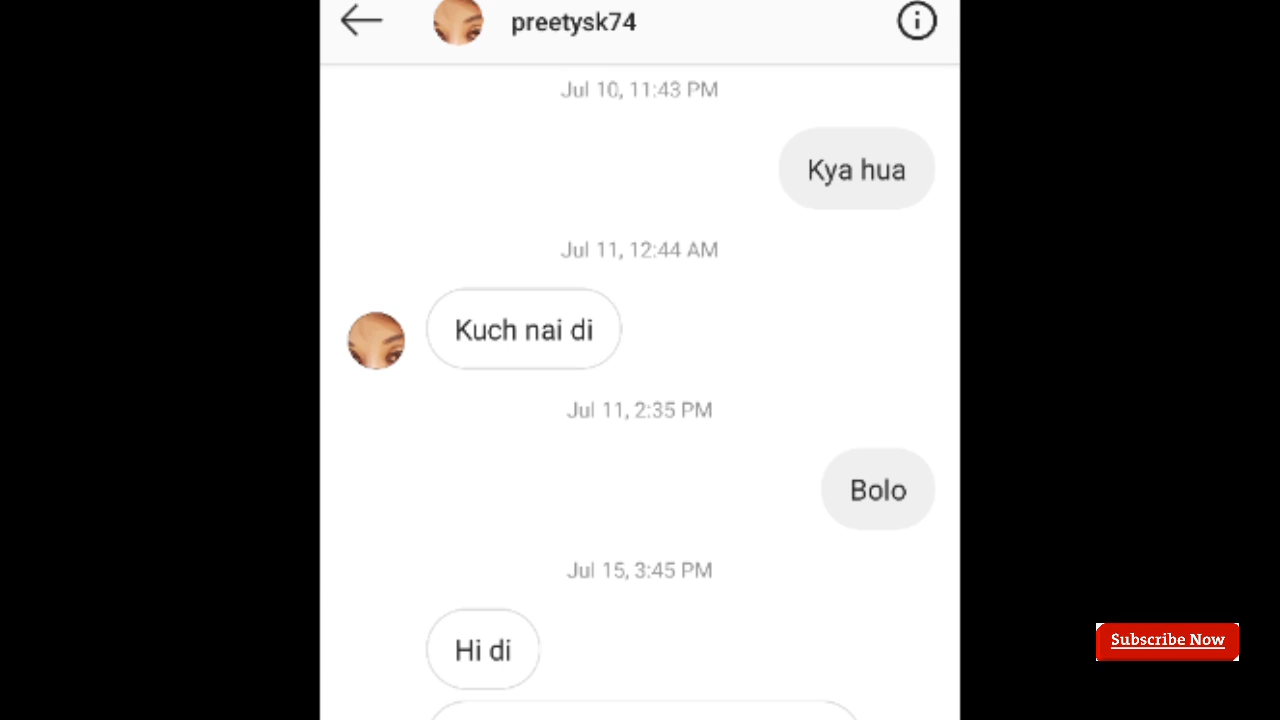 preetysk74
Jul 10, 11:43 PM
Kya hua
Jul 11, 12:44 AM
Kuch nai di
Jul 11, 2:35 PM
Bolo
Jul 15, 3:45 PM
Hi di
Subscribe Now